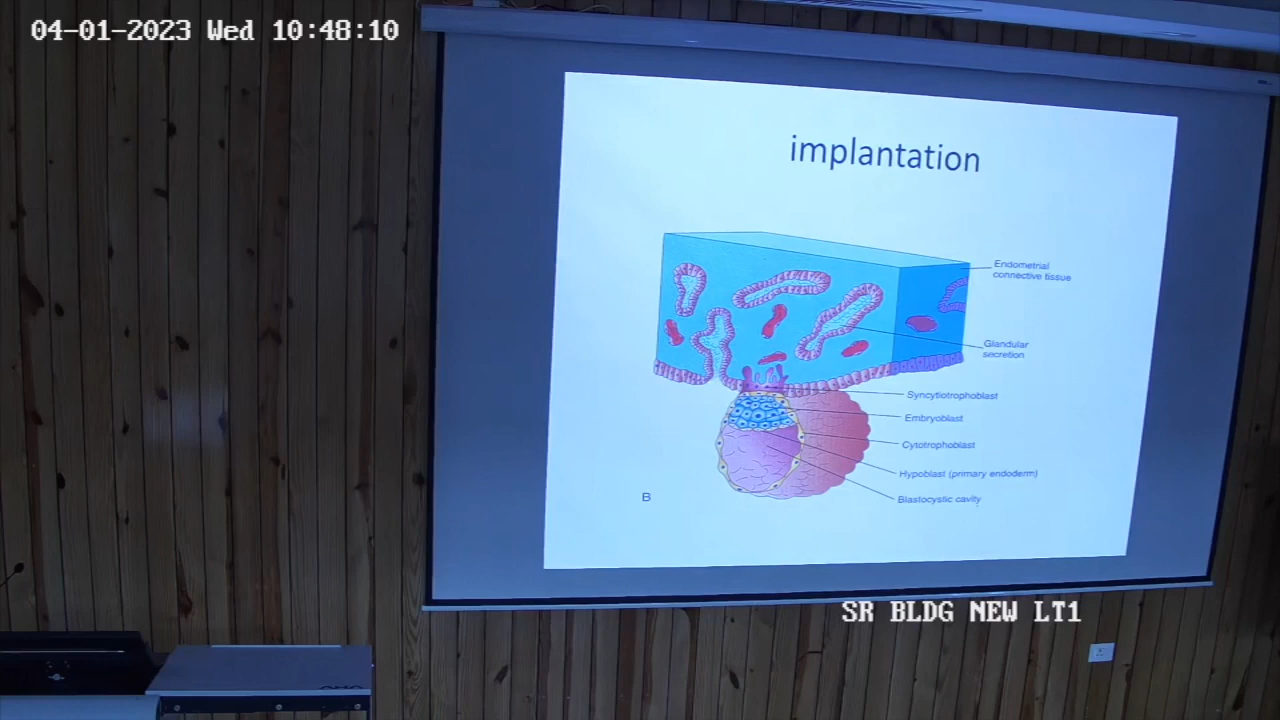 04-01-2023 Wed 10:48:10
implantation
Endometrial
connective tissue
Glandular
secretion
Syncytiotrophoblast
Embryoblast
Cytotrophoblast
Hypoblast (primary endoderm)
Blastocystic cavity
B
SR BLDG NEW LT1